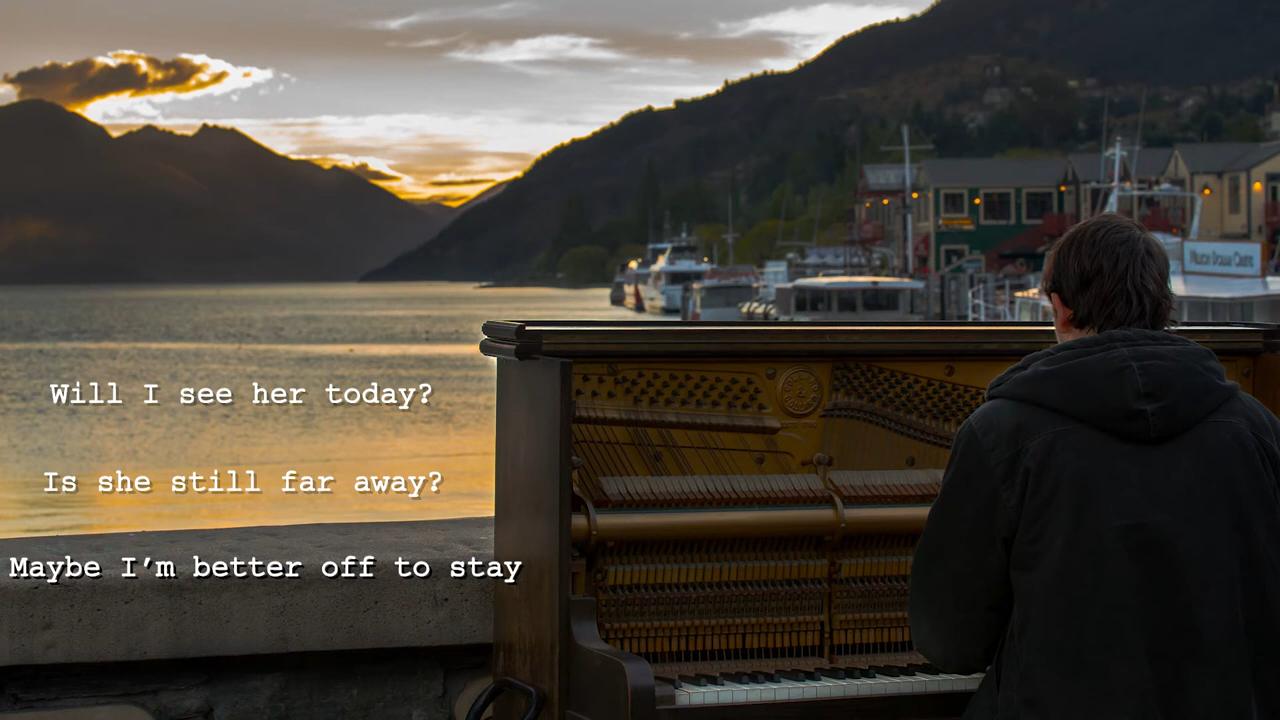 Will I see her today?
Is she still far away?
Maybe I’m better off to stay